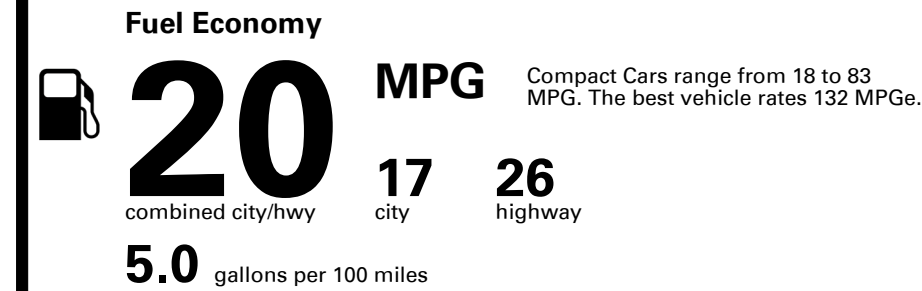 Fuel Economy
20 MPG
Compact Cars range from 18 to 83
MPG. The best vehicle rates 132 MPGe.
combined city/hwy
17
city
26
highway
5.0 gallons per 100 miles